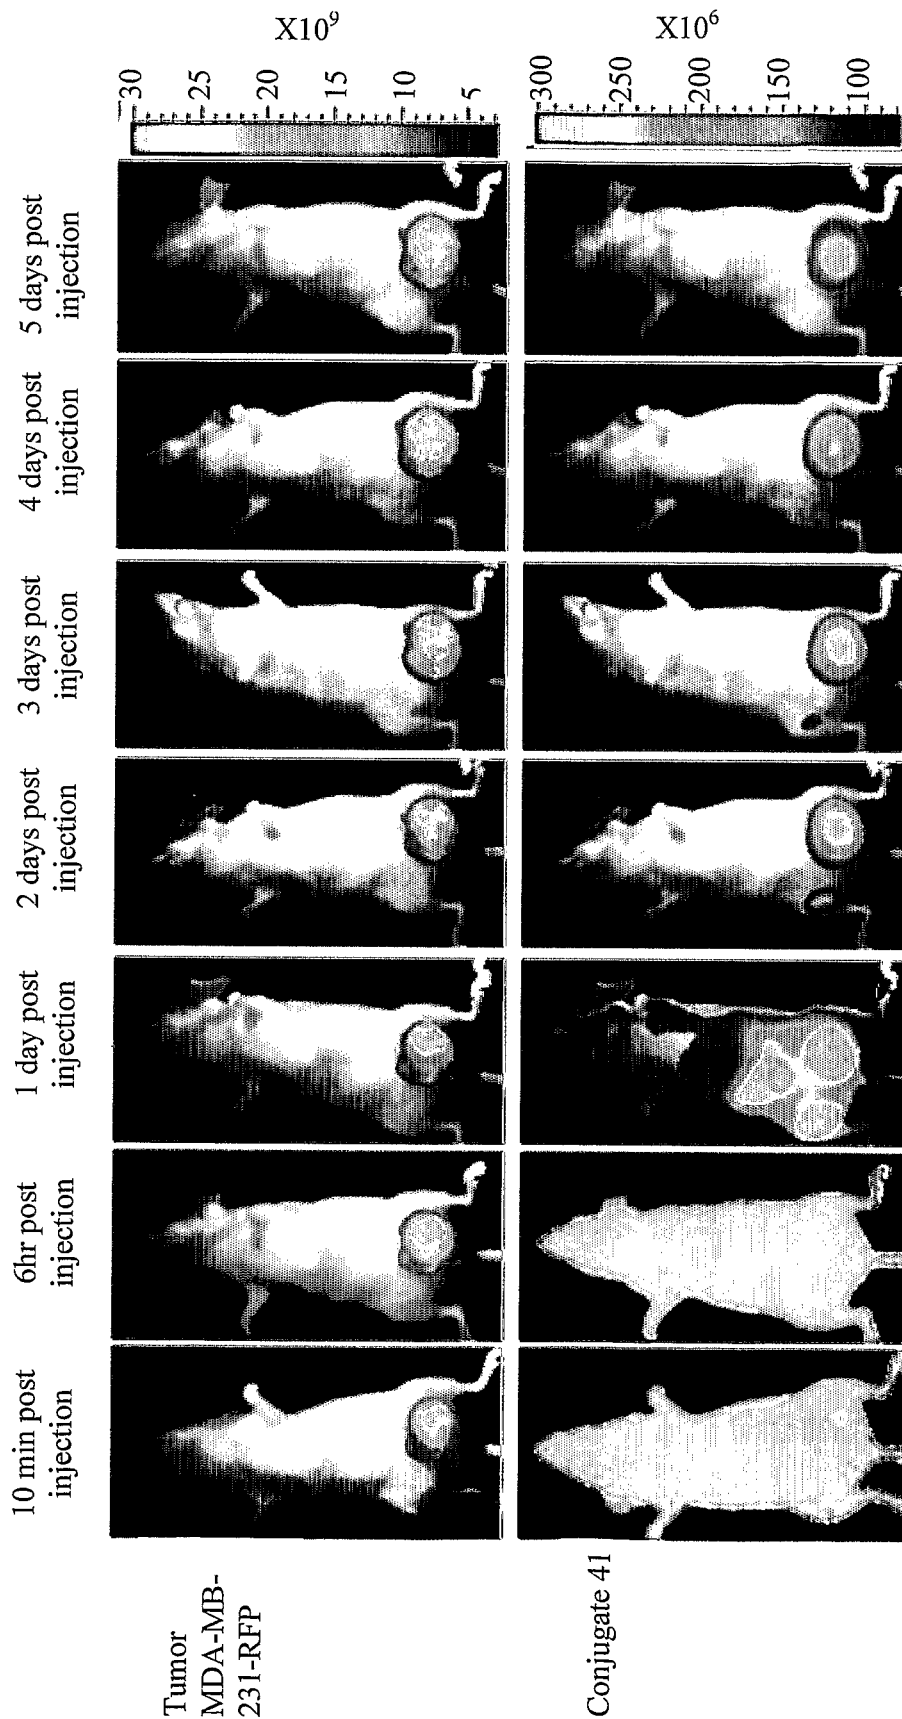 10 min post
injection
6hr post
injection
1 day post
injection
2 days post
injection
3 days post
injection
4 days post
injection
5 days post
injection
Tumor
MDA-MB-
231-RFP
30
25
20
15
10
5
X10⁹
Conjugate 41
300
250
200
150
100
X10⁶